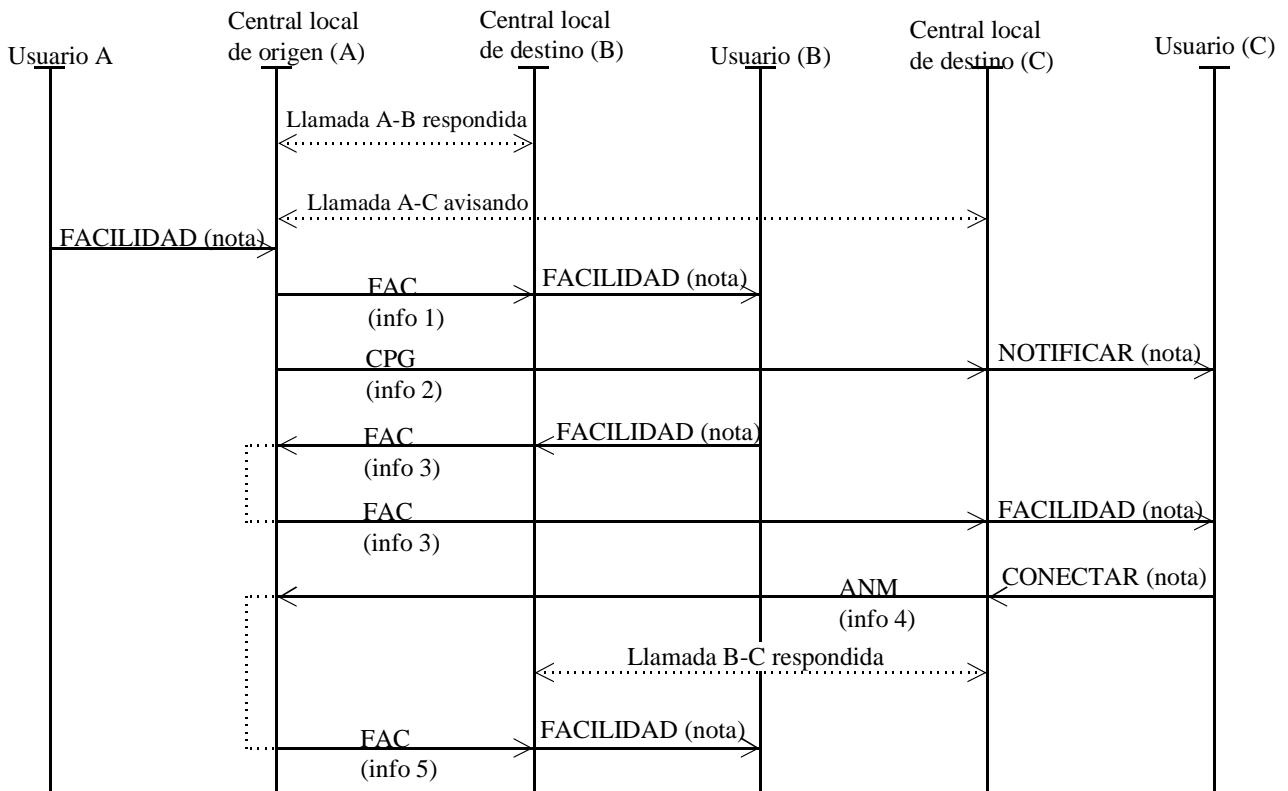 Usuario A
Central local
de origen (A)
Central local
de destino (B)
Usuario (B)
Central local
de destino (C)
Usuario (C)
Llamada A-B respondida
Llamada A-C avisando
FACILIDAD (nota)
FAC
(info 1)
FACILIDAD (nota)
CPG
(info 2)
NOTIFICAR (nota)
FAC
(info 3)
FACILIDAD (nota)
FAC
(info 3)
FACILIDAD (nota)
ANM
(info 4)
CONECTAR (nota)
Llamada B-C respondida
FAC
(info 5)
FACILIDAD (nota)